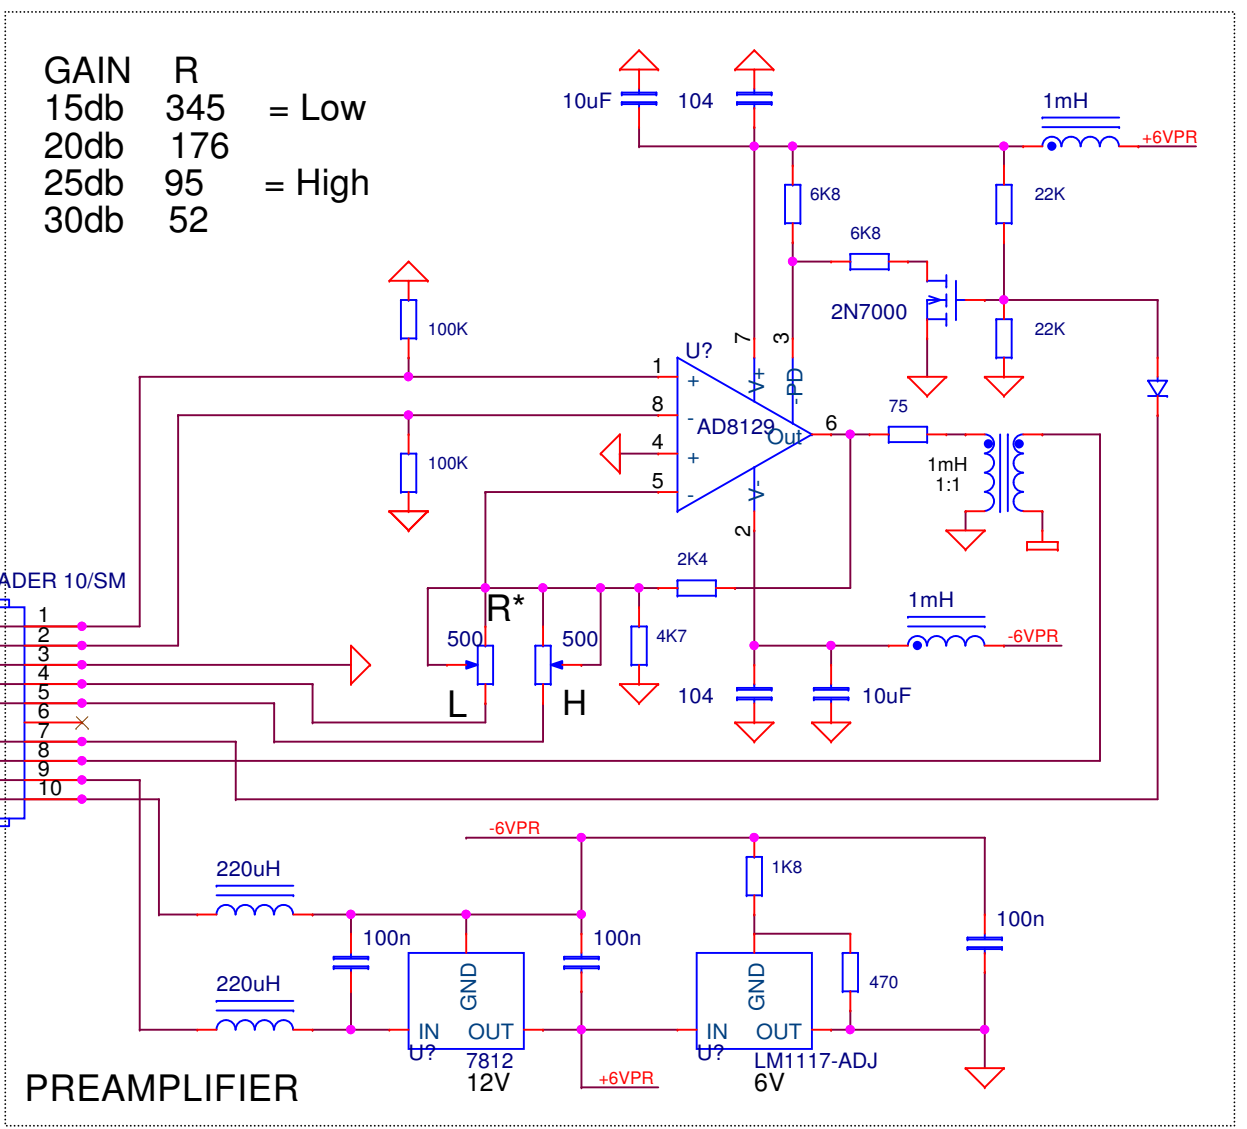 GAIN R
15db 345 = Low
20db 176
25db 95 = High
30db 52
10uF
104
1mH
+6VPR
6K8
22K
6K8
2N7000
22K
100K
100K
U?
1
8
4
5
7
3
6
2
+
-
+
-
V+
-PD
AD8129
Out
V-
75
1mH
1:1
2K4
R*
500
500
4K7
L
H
1mH
-6VPR
104
10uF
ADER 10/SM
1
2
3
4
5
6
7
8
9
10
-6VPR
220uH
1K8
100n
100n
100n
220uH
GND
IN OUT
U?
7812
12V
GND
470
IN OUT
U?
LM1117-ADJ
6V
+6VPR
PREAMPLIFIER